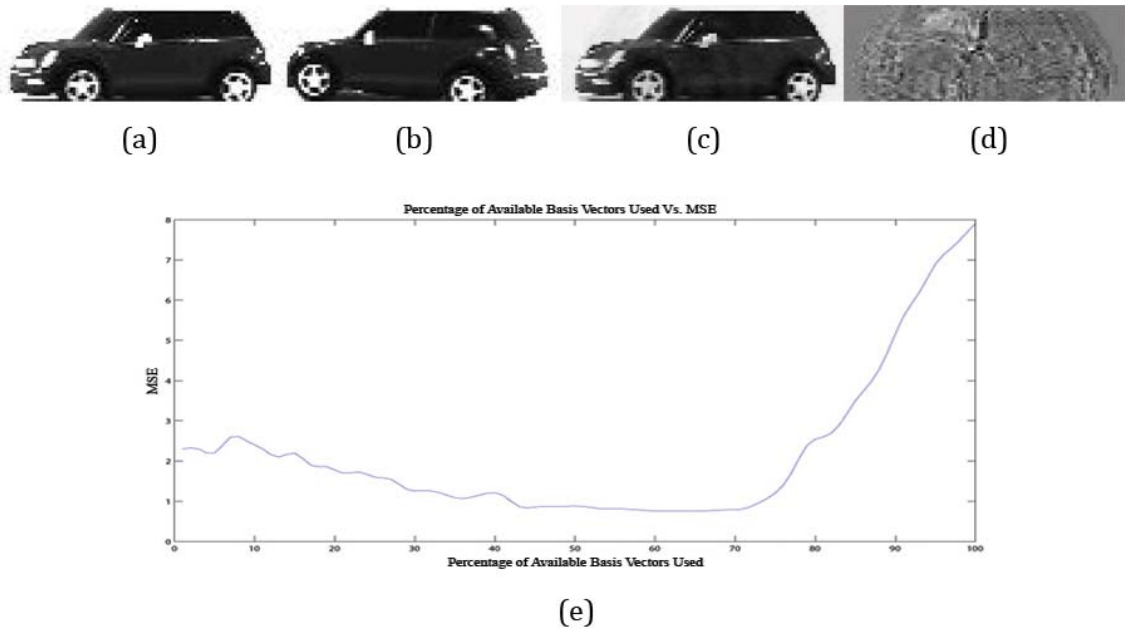 (a) (b) (c) (d)
Percentage of Available Basis Vectors Used Vs. MSE
8
7
6
5
4
3
2
1
0
MSE
0 10 20 30 40 50 60 70 80 90 100
Percentage of Available Basis Vectors Used
(e)